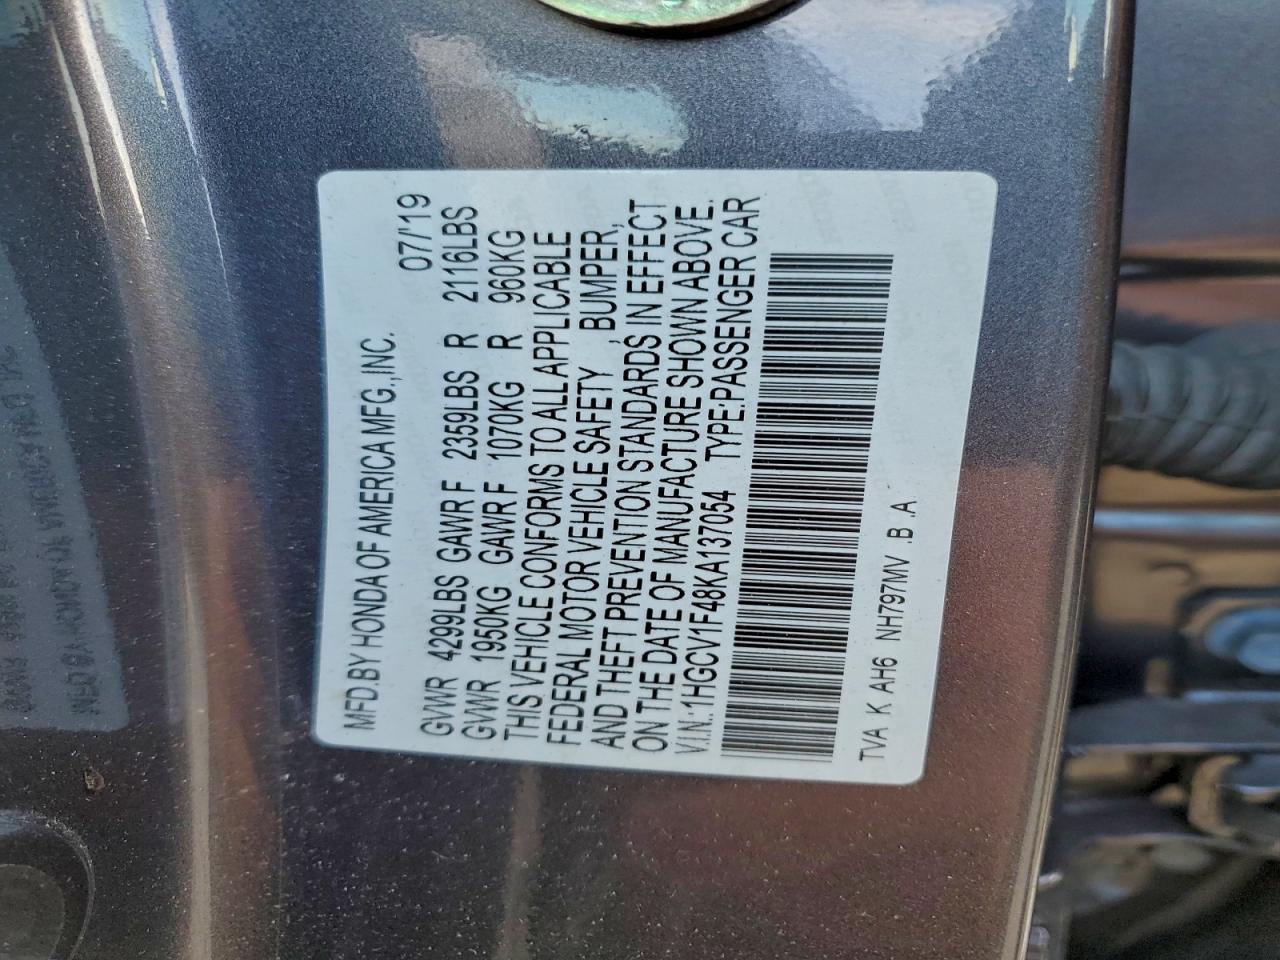 MFD.BY HONDA OF AMERICA MFG.,INC.
07/'19
GVWR 4299LBS GAWR F 2359LBS R 2116LBS
GVWR 1950KG GAWR F 1070KG R 960KG
THIS VEHICLE CONFORMS TO ALL APPLICABLE
FEDERAL MOTOR VEHICLE SAFETY , BUMPER,
AND THEFT PREVENTION STANDARDS IN EFFECT
ON THE DATE OF MANUFACTURE SHOWN ABOVE.
V.I.N.:1HGCV1F48KA137054 TYPE:PASSENGER CAR
TVA K AH6 NH797MV .B .A